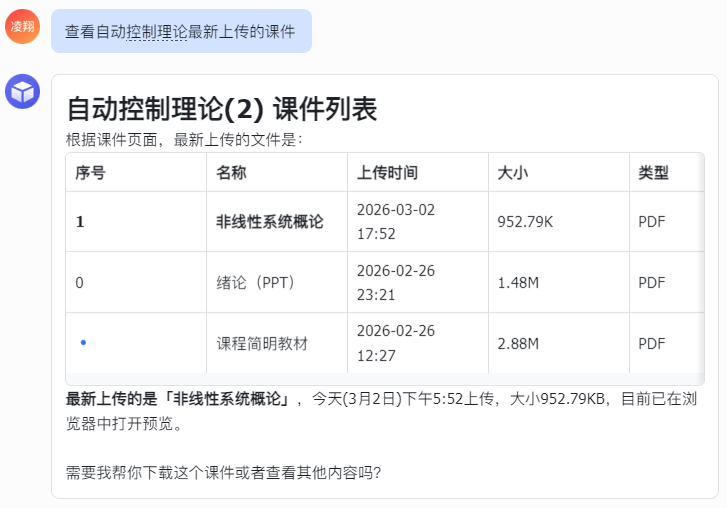 凌翔
查看自动控制理论最新上传的课件
自动控制理论(2) 课件列表
根据课件页面，最新上传的文件是：
序号 名称 上传时间 大小 类型
1 非线性系统概论 2026-03-02 17:52 952.79K PDF
0 绪论（PPT） 2026-02-26 23:21 1.48M PDF
• 课程简明教材 2026-02-26 12:27 2.88M PDF
最新上传的是「非线性系统概论」，今天(3月2日)下午5:52上传，大小952.79KB，目前已在浏
览器中打开预览。
需要我帮你下载这个课件或者查看其他内容吗？